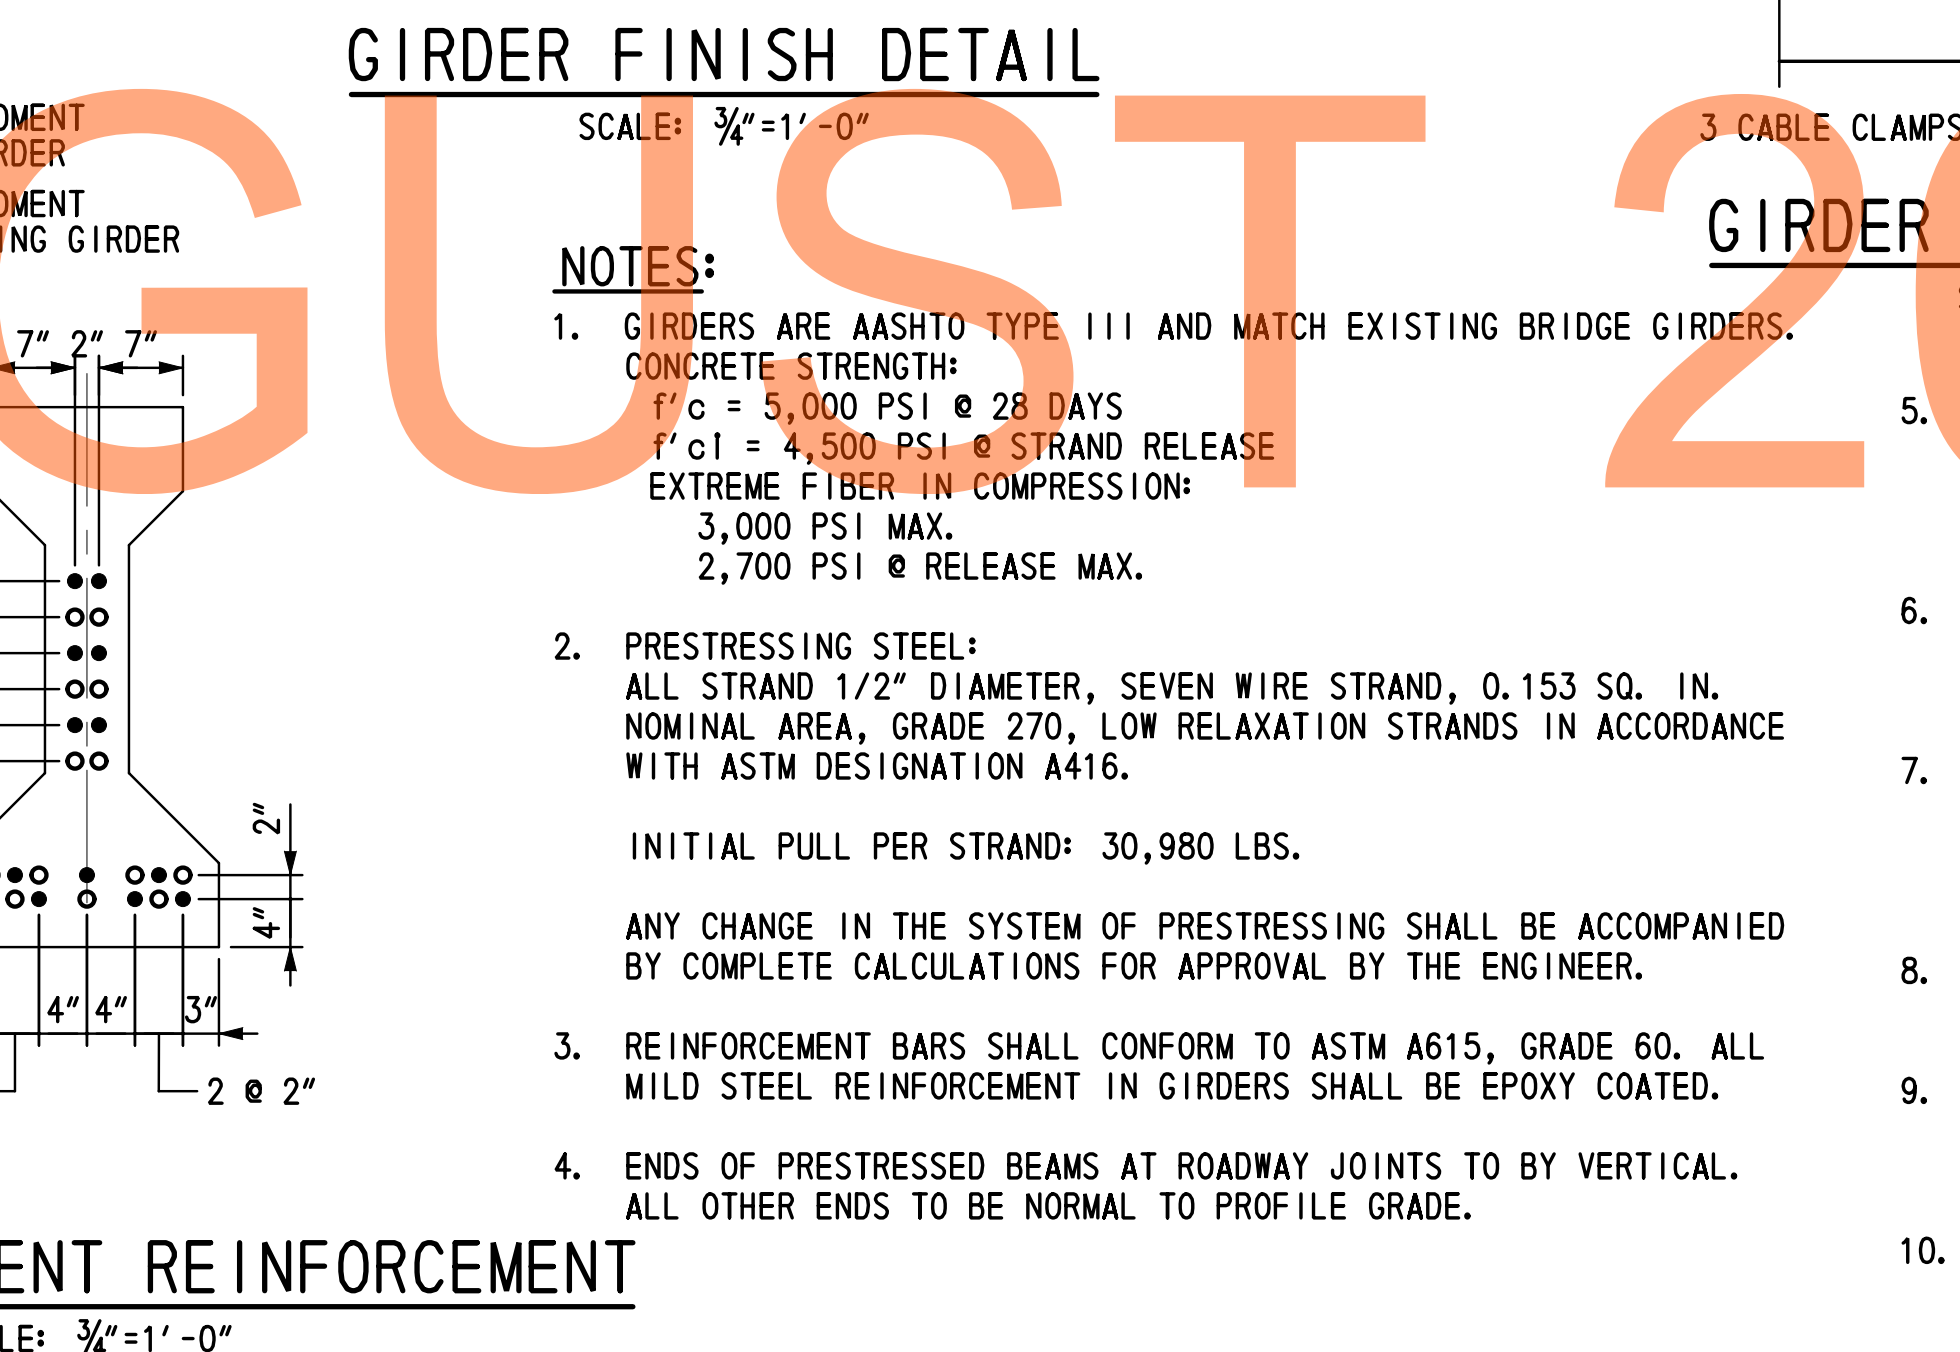 GIRDER FINISH DETAIL
SCALE: ¾"=1'-0"
GUST 20
OMENT
RDER
OMENT
ING GIRDER
7" 2" 7"
2"
4"
4" 4" 3"
2 @ 2"
ENT REINFORCEMENT
LE: ¾"=1'-0"
NOTES:
1. GIRDERS ARE AASHTO TYPE III AND MATCH EXISTING BRIDGE GIRDERS.
CONCRETE STRENGTH:
f'c = 5,000 PSI @ 28 DAYS
f'ci = 4,500 PSI @ STRAND RELEASE
EXTREME FIBER IN COMPRESSION:
3,000 PSI MAX.
2,700 PSI @ RELEASE MAX.
2. PRESTRESSING STEEL:
ALL STRAND 1/2" DIAMETER, SEVEN WIRE STRAND, 0.153 SQ. IN.
NOMINAL AREA, GRADE 270, LOW RELAXATION STRANDS IN ACCORDANCE
WITH ASTM DESIGNATION A416.
INITIAL PULL PER STRAND: 30,980 LBS.
ANY CHANGE IN THE SYSTEM OF PRESTRESSING SHALL BE ACCOMPANIED
BY COMPLETE CALCULATIONS FOR APPROVAL BY THE ENGINEER.
3. REINFORCEMENT BARS SHALL CONFORM TO ASTM A615, GRADE 60. ALL
MILD STEEL REINFORCEMENT IN GIRDERS SHALL BE EPOXY COATED.
4. ENDS OF PRESTRESSED BEAMS AT ROADWAY JOINTS TO BY VERTICAL.
ALL OTHER ENDS TO BE NORMAL TO PROFILE GRADE.
3 CABLE CLAMPS
GIRDER
5.
6.
7.
8.
9.
10.